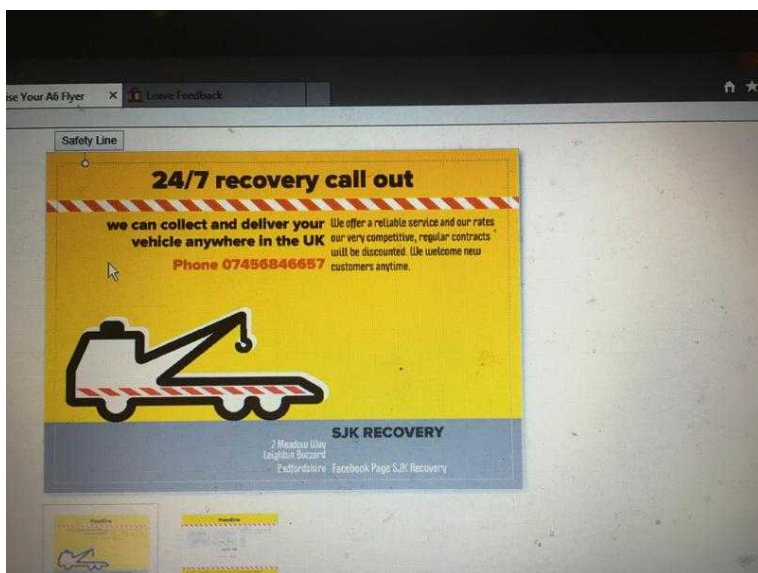 ise Your A6 Flyer
Leave Feedback
Safety Line
24/7 recovery call out
we can collect and deliver your
vehicle anywhere in the UK
Phone 07456846657
We offer a reliable service and our rates
our very competitive, regular contracts
will be discounted. We welcome new
customers anytime.
SJK RECOVERY
2 Meadow Way
Leighton Buzzard
Facebook Page SJK Recovery
Headline
Headline